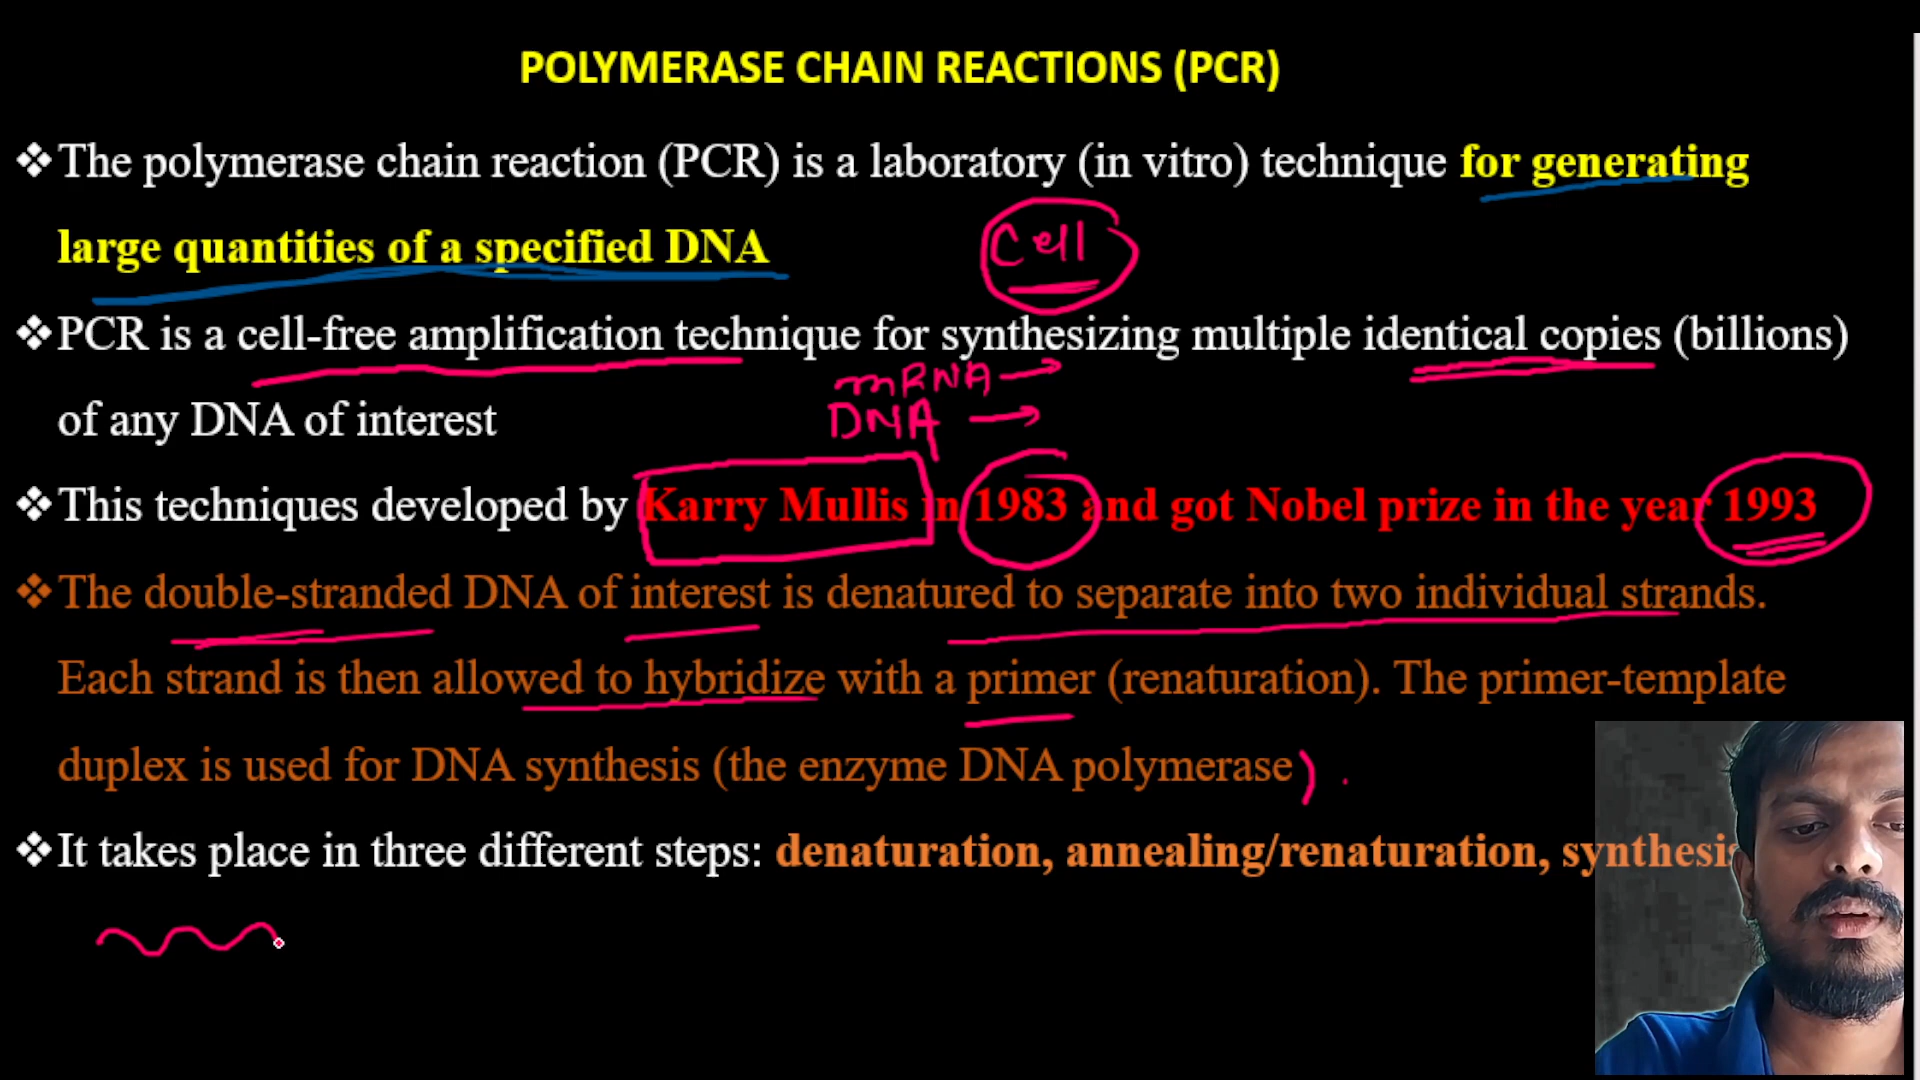 POLYMERASE CHAIN REACTIONS (PCR)
❖The polymerase chain reaction (PCR) is a laboratory (in vitro) technique for generating
large quantities of a specified DNA
Cell
❖PCR is a cell-free amplification technique for synthesizing multiple identical copies (billions)
mRNA →
of any DNA of interest
DNA →
❖This techniques developed by Karry Mullis in 1983 and got Nobel prize in the year 1993
❖The double-stranded DNA of interest is denatured to separate into two individual strands.
Each strand is then allowed to hybridize with a primer (renaturation). The primer-template
duplex is used for DNA synthesis (the enzyme DNA polymerase) .
❖It takes place in three different steps: denaturation, annealing/renaturation, synthesis